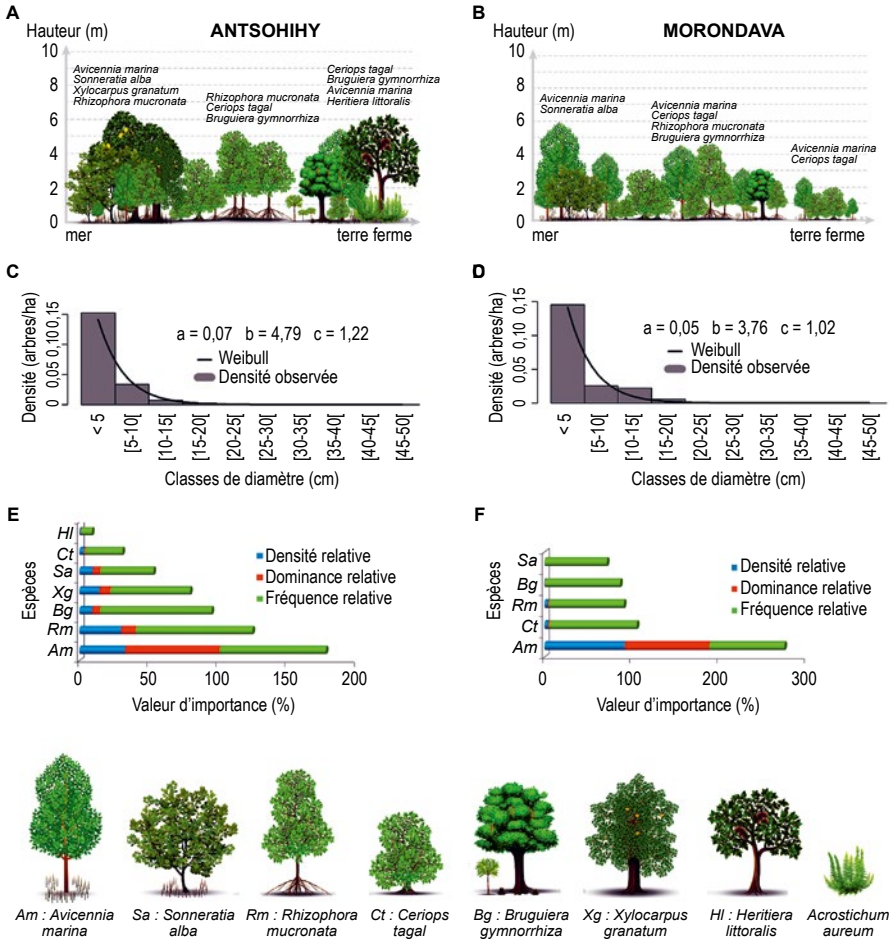 A
Hauteur (m)
ANTSOHIHY
10
8
6
4
2
0
Avicennia marina
Sonneratia alba
Xylocarpus granatum
Rhizophora mucronata
Rhizophora mucronata
Ceriops tagal
Bruguiera gymnorrhiza
Ceriops tagal
Bruguiera gymnorrhiza
Avicennia marina
Heritiera littoralis
mer
terre ferme
B
Hauteur (m)
MORONDAVA
10
8
6
4
2
0
Avicennia marina
Sonneratia alba
Avicennia marina
Ceriops tagal
Rhizophora mucronata
Bruguiera gymnorrhiza
Avicennia marina
Ceriops tagal
mer
terre ferme
C
Densité (arbres/ha)
0 0,05 0,10 0,15
a = 0,07 b = 4,79 c = 1,22
Weibull
Densité observée
< 5
[5-10[
[10-15[
[15-20[
[20-25[
[25-30[
[30-35[
[35-40[
[40-45[
[45-50[
Classes de diamètre (cm)
D
Densité (arbres/ha)
0 0,05 0,15
a = 0,05 b = 3,76 c = 1,02
Weibull
Densité observée
< 5
[5-10[
[10-15[
[15-20[
[20-25[
[25-30[
[30-35[
[35-40[
[40-45[
[45-50[
Classes de diamètre (cm)
E
Espèces
Hl
Ct
Sa
Xg
Bg
Rm
Am
Densité relative
Dominance relative
Fréquence relative
0 50 100 150 200
Valeur d’importance (%)
F
Espèces
Sa
Bg
Rm
Ct
Am
Densité relative
Dominance relative
Fréquence relative
0 100 200 300
Valeur d’importance (%)
Am : Avicennia
marina
Sa : Sonneratia
alba
Rm : Rhizophora
mucronata
Ct : Ceriops
tagal
Bg : Bruguiera
gymnorrhiza
Xg : Xylocarpus
granatum
Hl : Heritiera
littoralis
Acrostichum
aureum